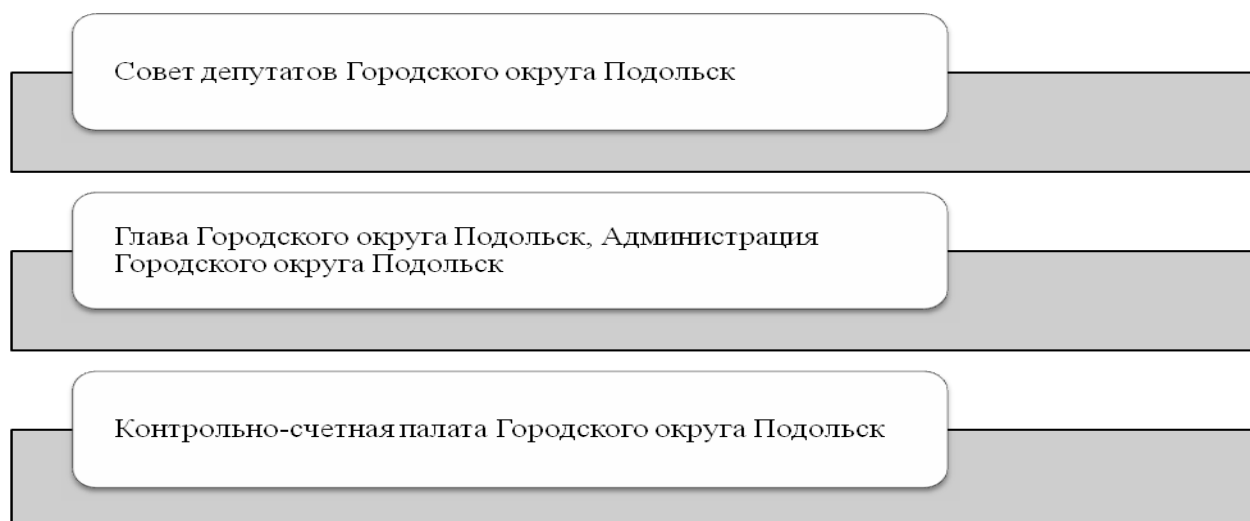 Совет депутатов Городского округа Подольск
Глава Городского округа Подольск, Администрация
Городского округа Подольск
Контрольно-счетная палата Городского округа Подольск